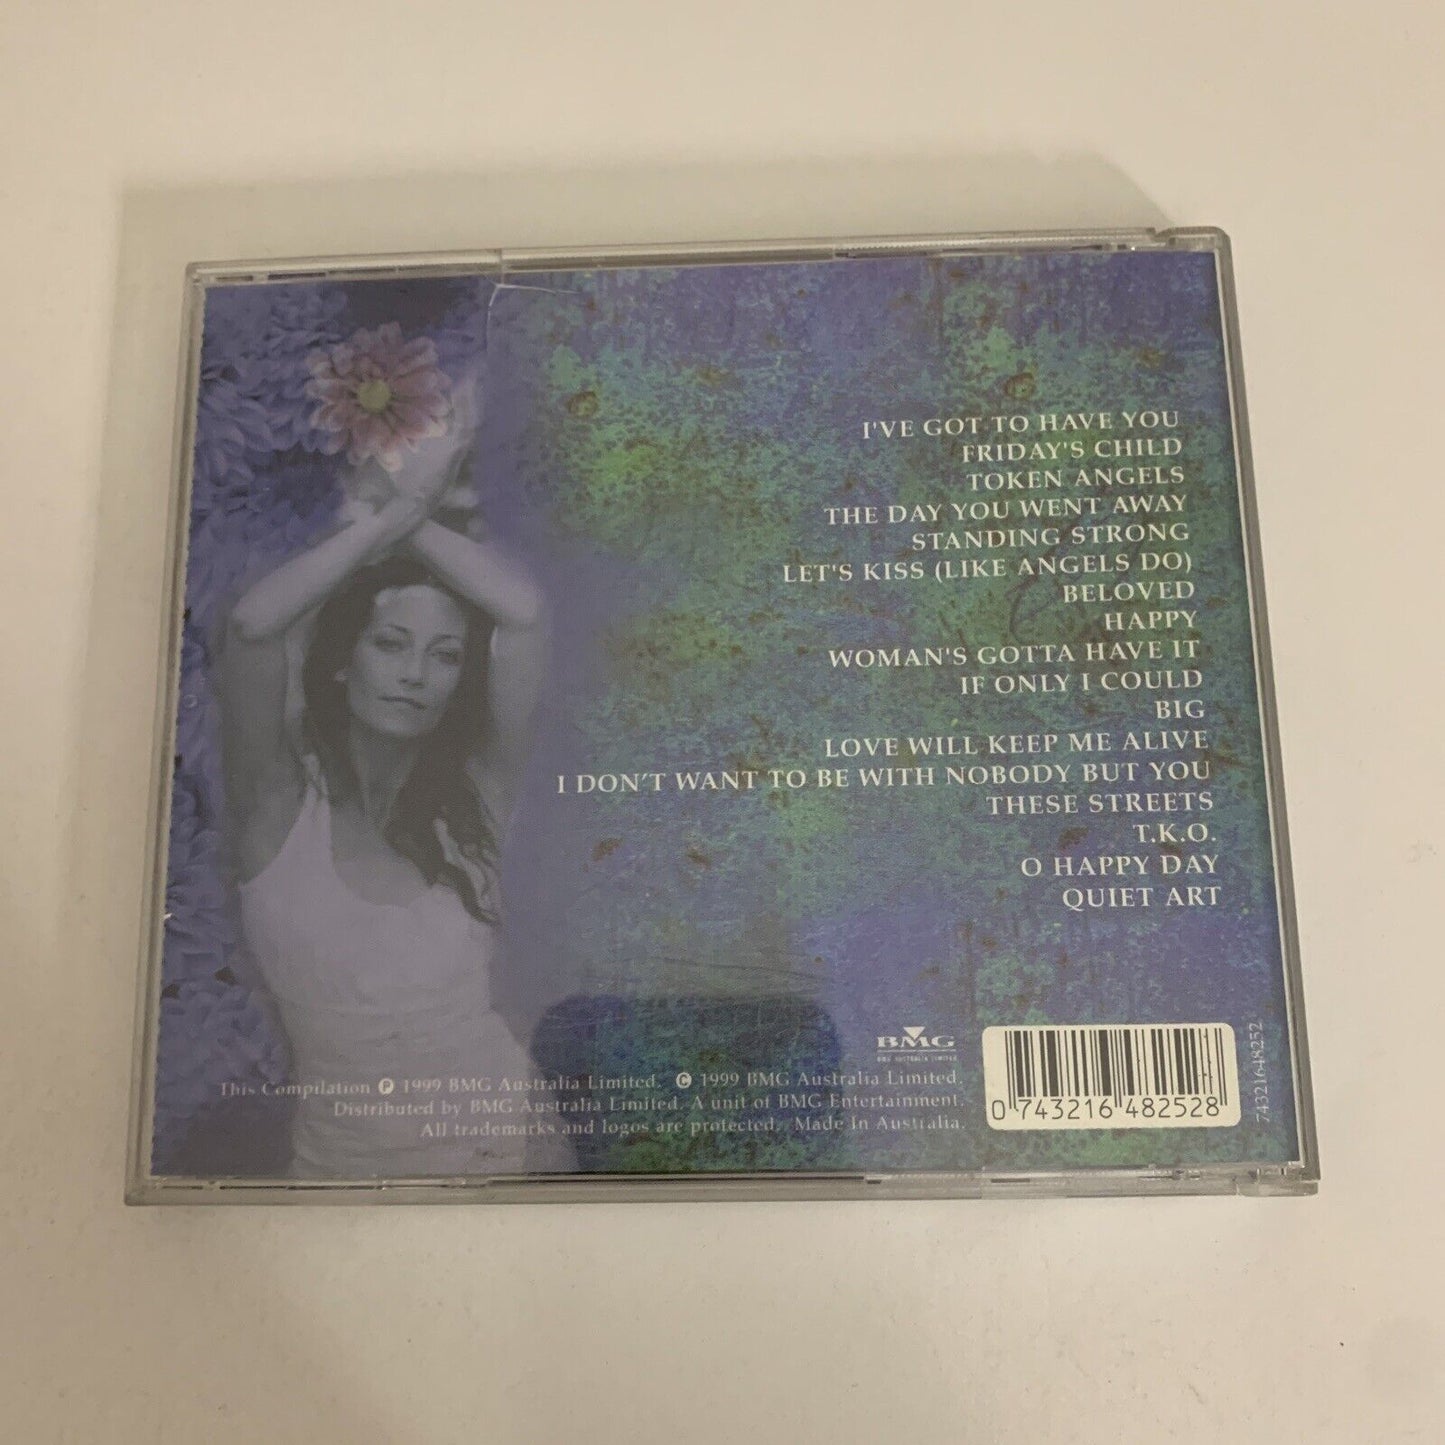 I'VE GOT TO HAVE YOU
FRIDAY'S CHILD
TOKEN ANGELS
THE DAY YOU WENT AWAY
STANDING STRONG
LET'S KISS (LIKE ANGELS DO)
BELOVED
HAPPY
WOMAN'S GOTTA HAVE IT
IF ONLY I COULD
BIG
LOVE WILL KEEP ME ALIVE
I DON'T WANT TO BE WITH NOBODY BUT YOU
THESE STREETS
T.K.O.
O HAPPY DAY
QUIET ART
BMG
BMG AUSTRALIA LIMITED
This Compilation ℗ 1999 BMG Australia Limited. © 1999 BMG Australia Limited.
Distributed by BMG Australia Limited. A unit of BMG Entertainment.
All trademarks and logos are protected. Made In Australia.
0 743216 482528
74321648252